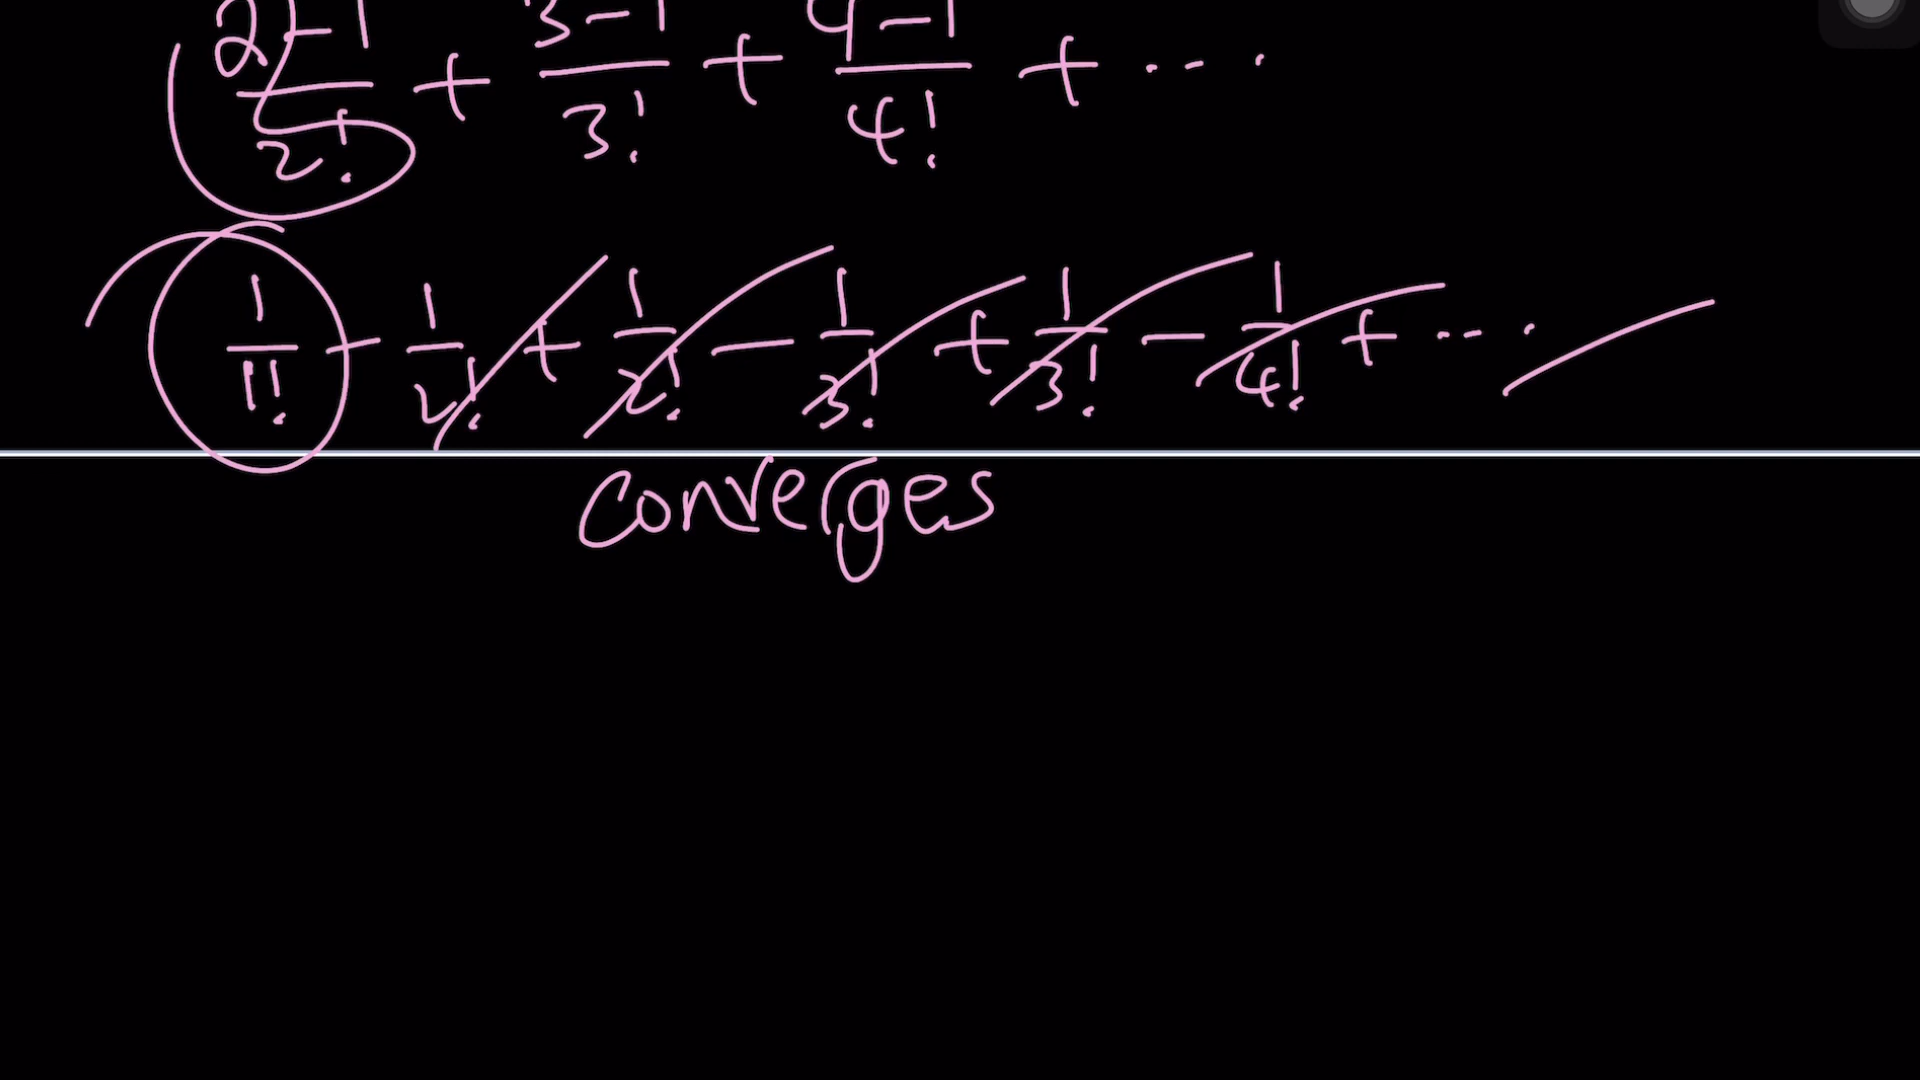 2-1/2! + 3-1/3! + 4-1/4! + ...
1/1! - 1/2! + 1/2! - 1/3! + 1/3! - 1/4! + ...
converges